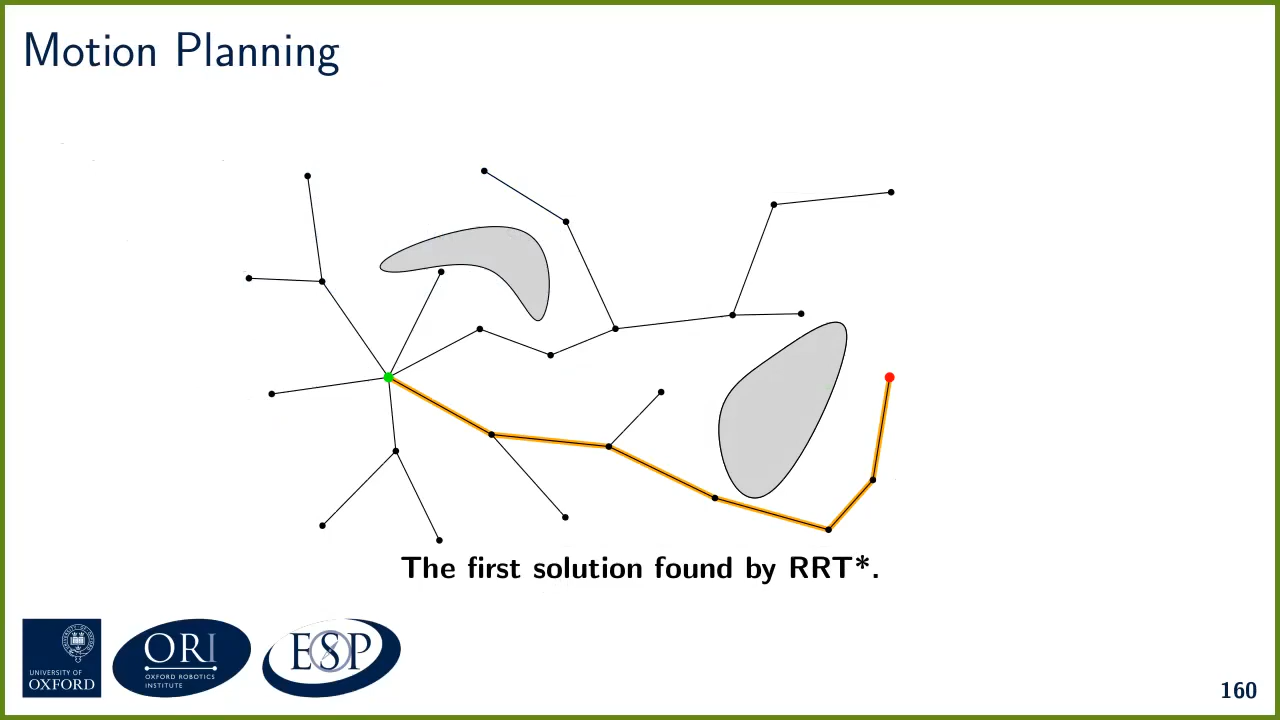 Motion Planning
The first solution found by RRT*.
UNIVERSITY OF
OXFORD
ORI
OXFORD ROBOTICS
INSTITUTE
ESP
160